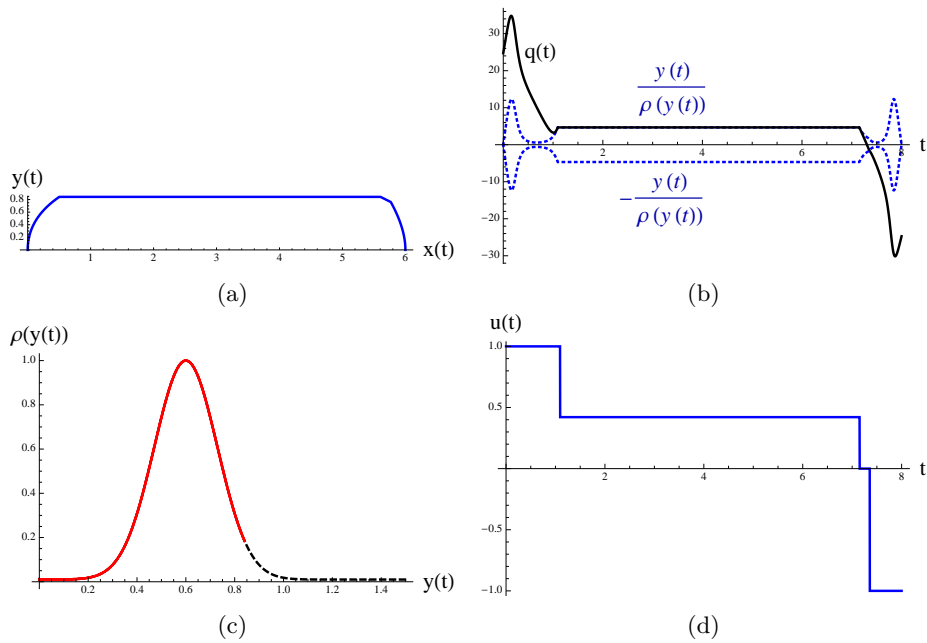 y(t)
0.8
0.6
0.4
0.2
1 2 3 4 5 6
x(t)
(a)
30
20
10
−10
−20
−30
q(t)
y(t)
ρ(y(t))
−y(t)
ρ(y(t))
2 4 6 8
t
(b)
ρ(y(t))
1.0
0.8
0.6
0.4
0.2
0.2 0.4 0.6 0.8 1.0 1.2 1.4
y(t)
(c)
u(t)
1.0
0.5
−0.5
−1.0
2 4 6 8
t
(d)